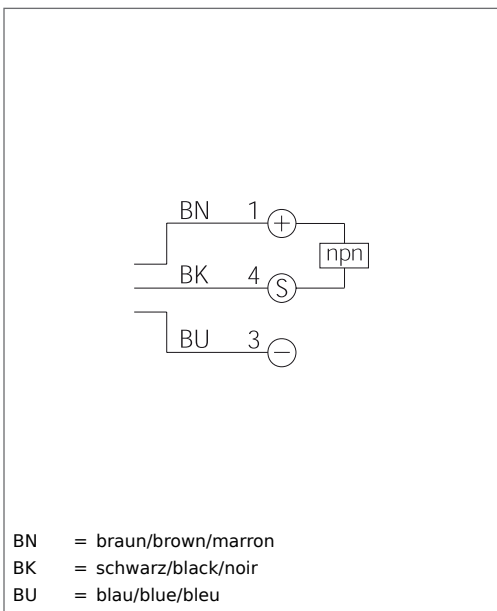 BN 1 +
npn
BK 4 S
BU 3 −
BN = braun/brown/marron
BK = schwarz/black/noir
BU = blau/blue/bleu